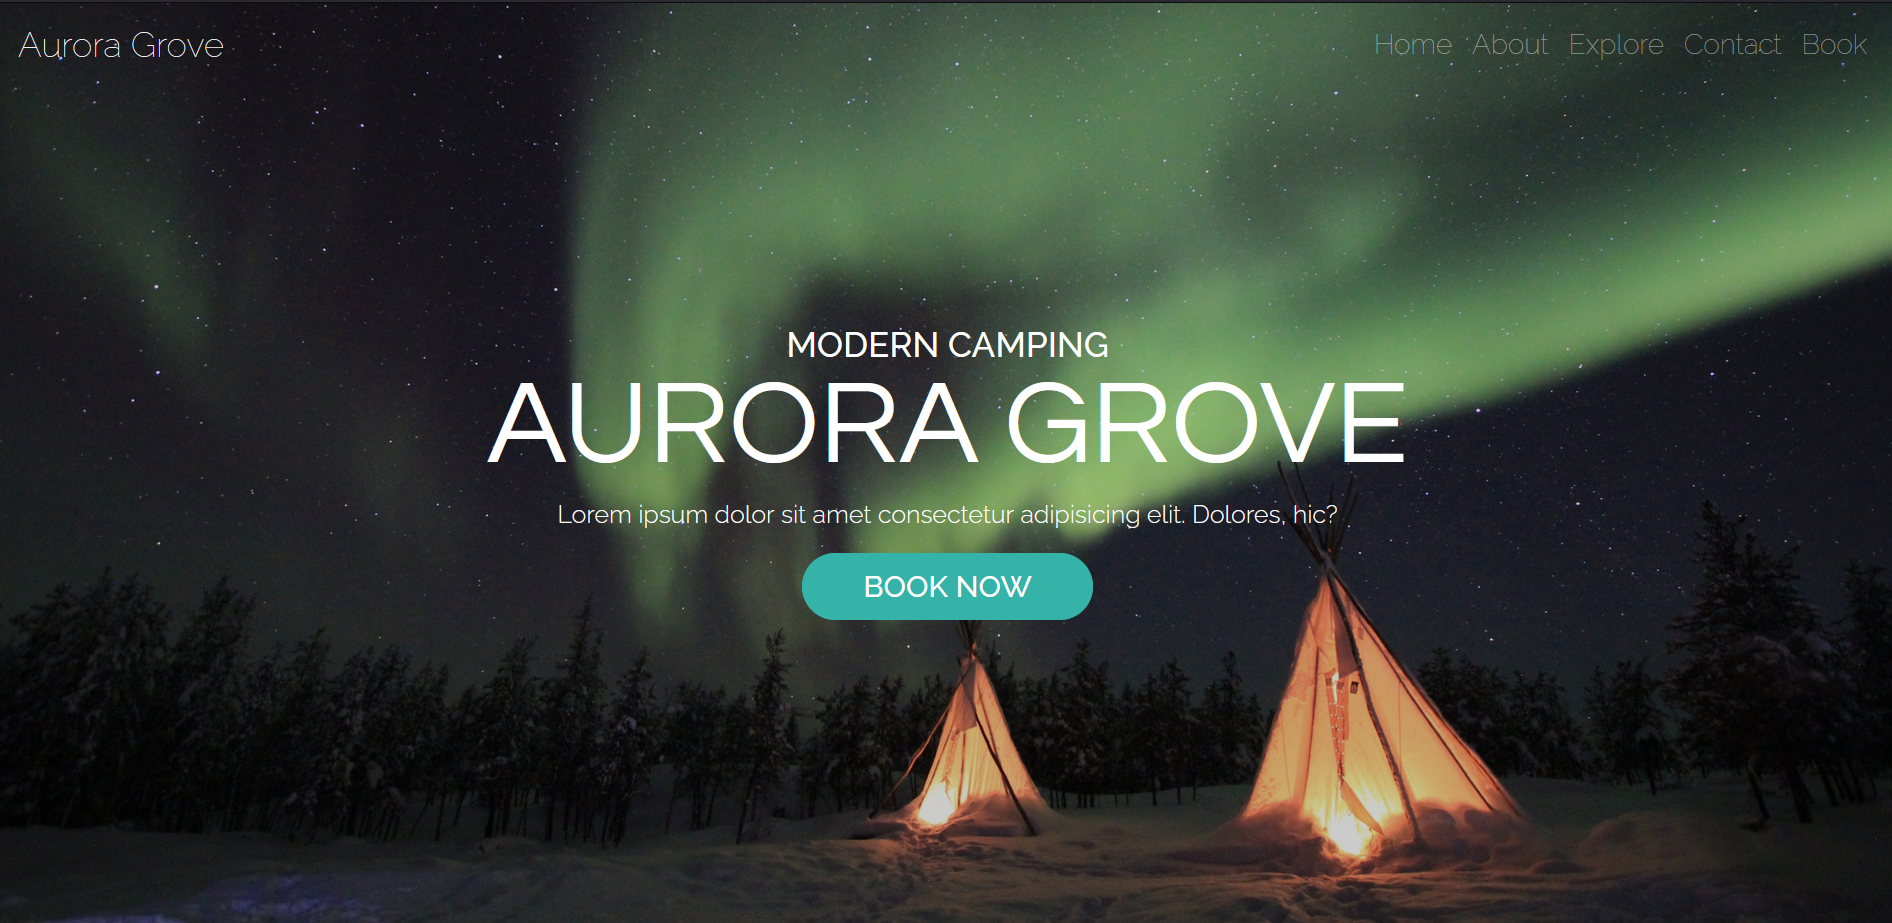 Aurora Grove
Home About Explore Contact Book
MODERN CAMPING
AURORA GROVE
Lorem ipsum dolor sit amet consectetur adipisicing elit. Dolores, hic?
BOOK NOW